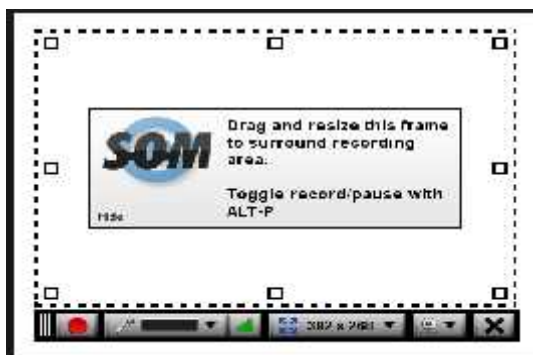 SOM
Drag and resize this frame
to surround recording
area.
Toggle record/pause with
ALT-P
Hide